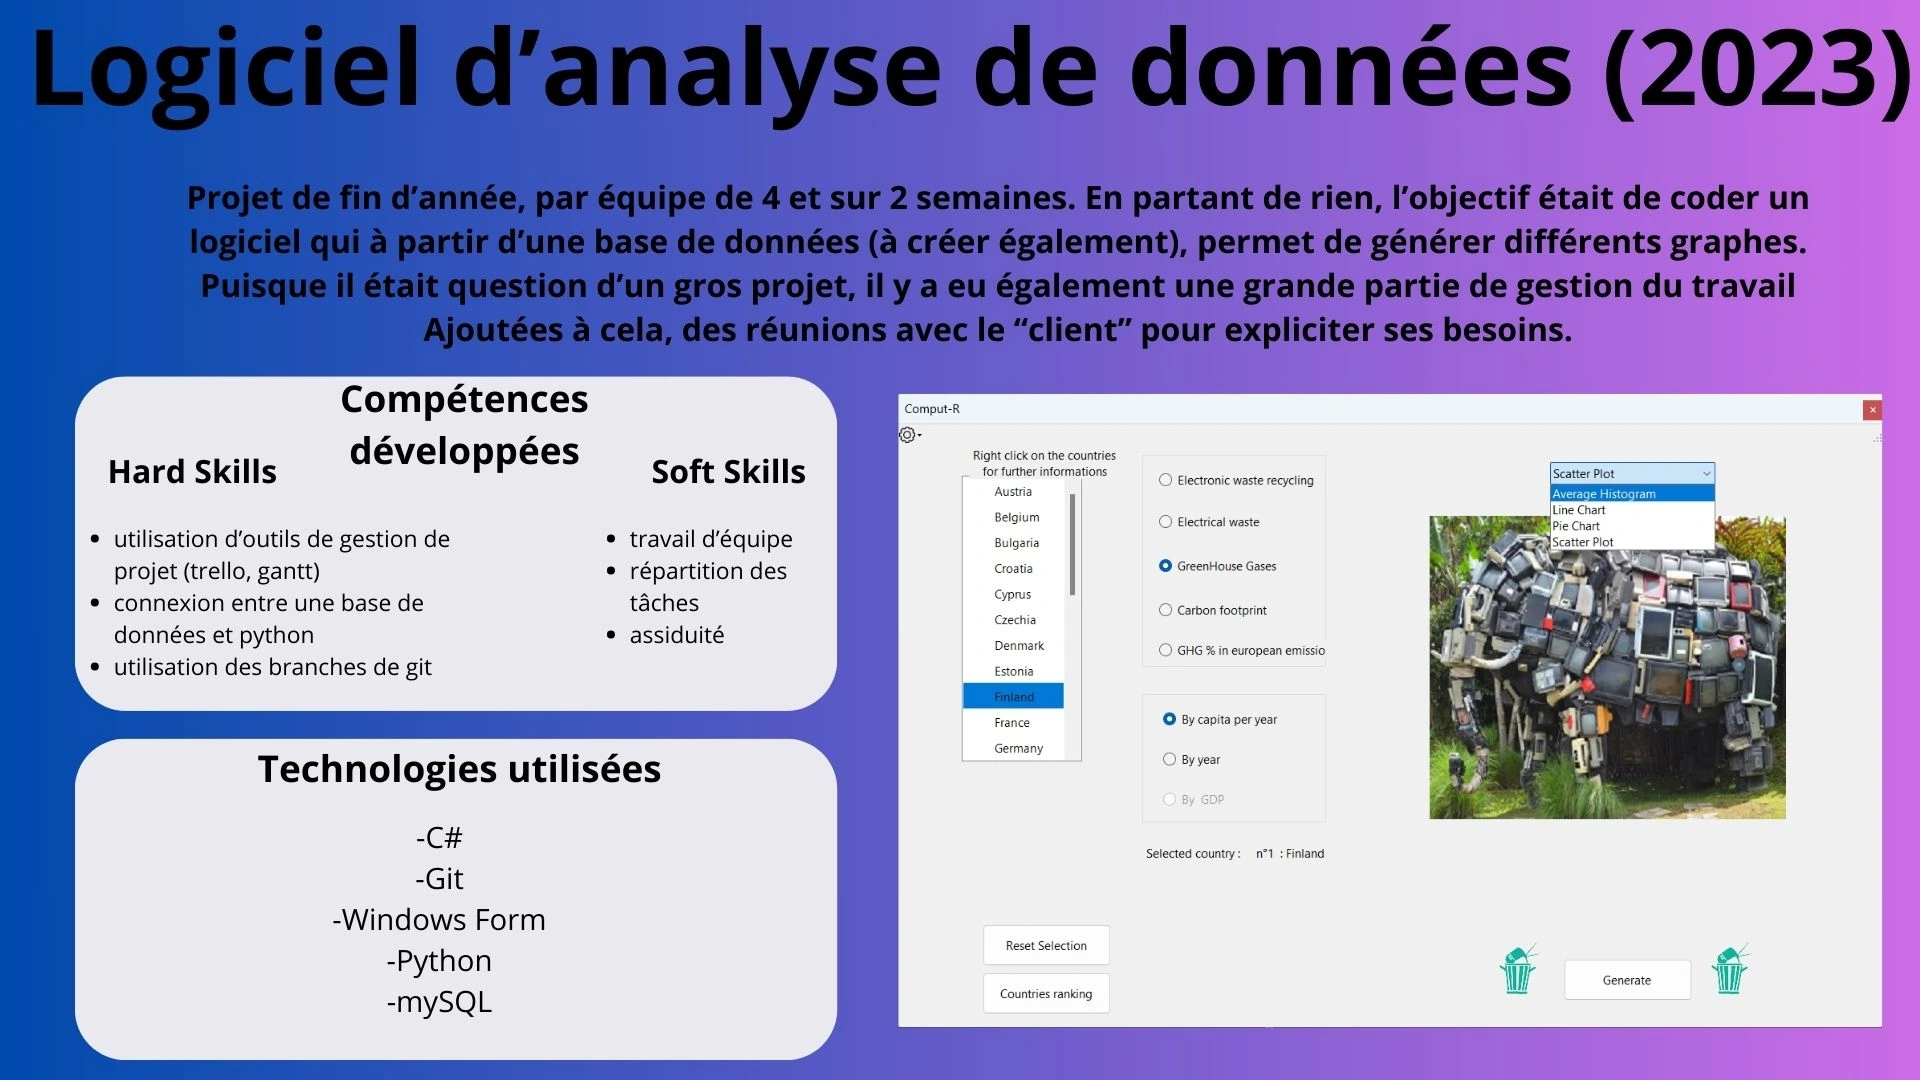 Logiciel d’analyse de données (2023)
Projet de fin d’année, par équipe de 4 et sur 2 semaines. En partant de rien, l’objectif était de coder un
logiciel qui à partir d’une base de données (à créer également), permet de générer différents graphes.
Puisque il était question d’un gros projet, il y a eu également une grande partie de gestion du travail
Ajoutées à cela, des réunions avec le “client” pour expliciter ses besoins.
Compétences
développées
Hard Skills
• utilisation d’outils de gestion de
projet (trello, gantt)
• connexion entre une base de
données et python
• utilisation des branches de git
Soft Skills
• travail d’équipe
• répartition des
tâches
• assiduité
Technologies utilisées
-C#
-Git
-Windows Form
-Python
-mySQL
Comput-R
Right click on the countries
for further informations
Austria
Belgium
Bulgaria
Croatia
Cyprus
Czechia
Denmark
Estonia
Finland
France
Germany
Electronic waste recycling
Electrical waste
GreenHouse Gases
Carbon footprint
GHG % in european emissio
By capita per year
By year
By GDP
Selected country : n°1 : Finland
Scatter Plot
Average Histogram
Line Chart
Pie Chart
Scatter Plot
Reset Selection
Countries ranking
Generate